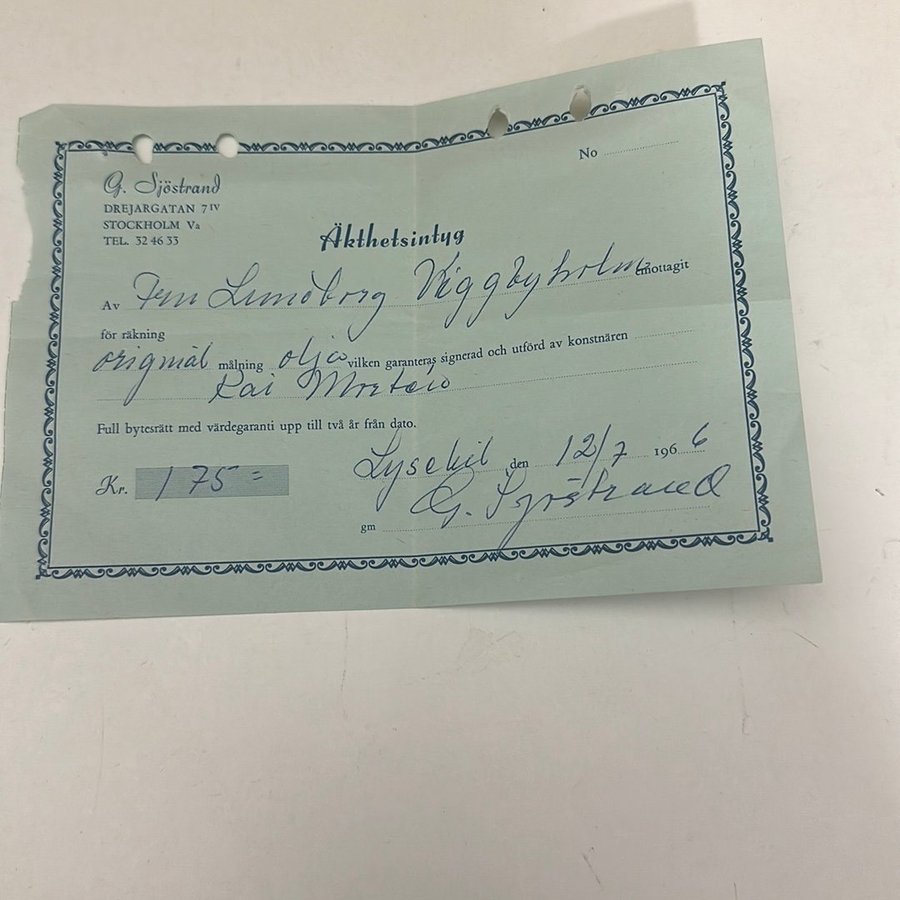 No
G. Sjöstrand
DREJARGATAN 7 IV
STOCKHOLM Va
TEL. 32 46 33
Äkthetsintyg
Av Fru Lundborg Viggbyholm emottagit
för räkning
original målning olja vilken garanteras signerad och utförd av konstnären
Kai
Full bytesrätt med värdegaranti upp till två år från dato.
Kr. 175 = Lysekil den 12/7 1966
gm G. Sjöstrand